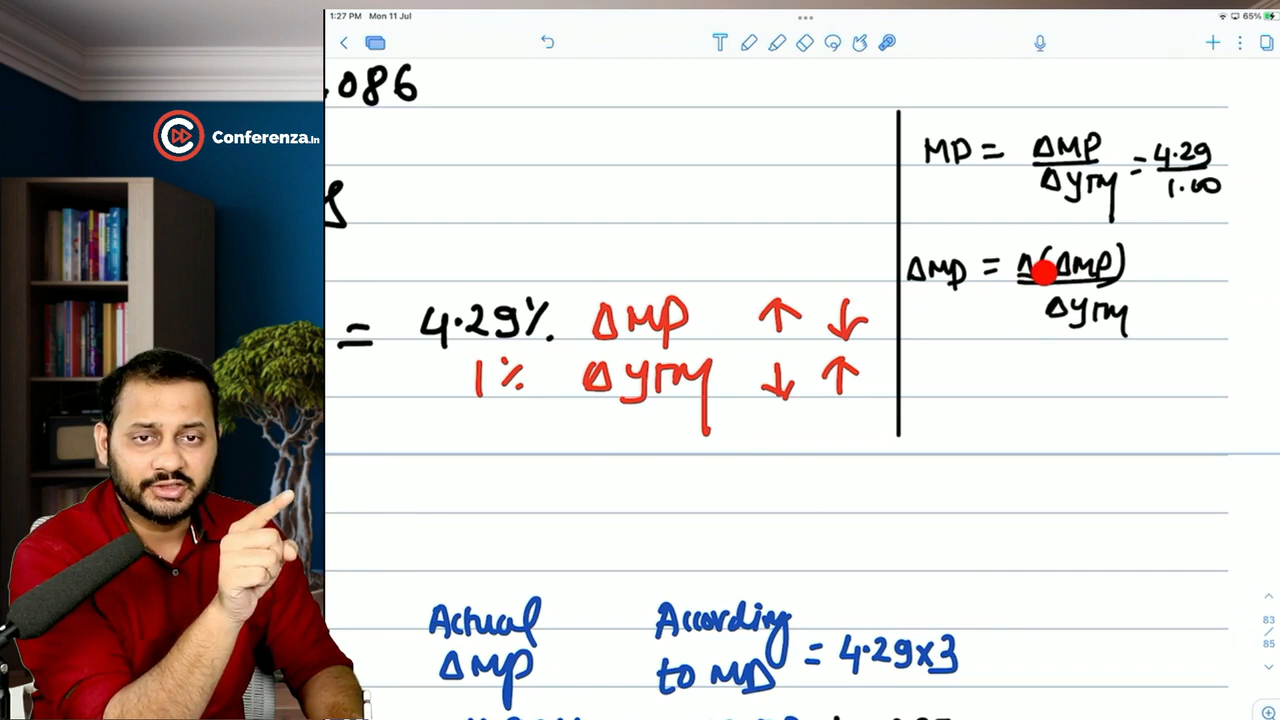 1:27 PM Mon 11 Jul
65%
.086
Conferenza.in
MD = ΔMP / ΔYTM = 4.29 / 1.00
ΔMD = Δ(ΔMP) / ΔYTM
= 4.29% ΔMP ↑ ↓
1% ΔYTM ↓ ↑
Actual ΔMP
According to MD = 4.29x3
83
/
85